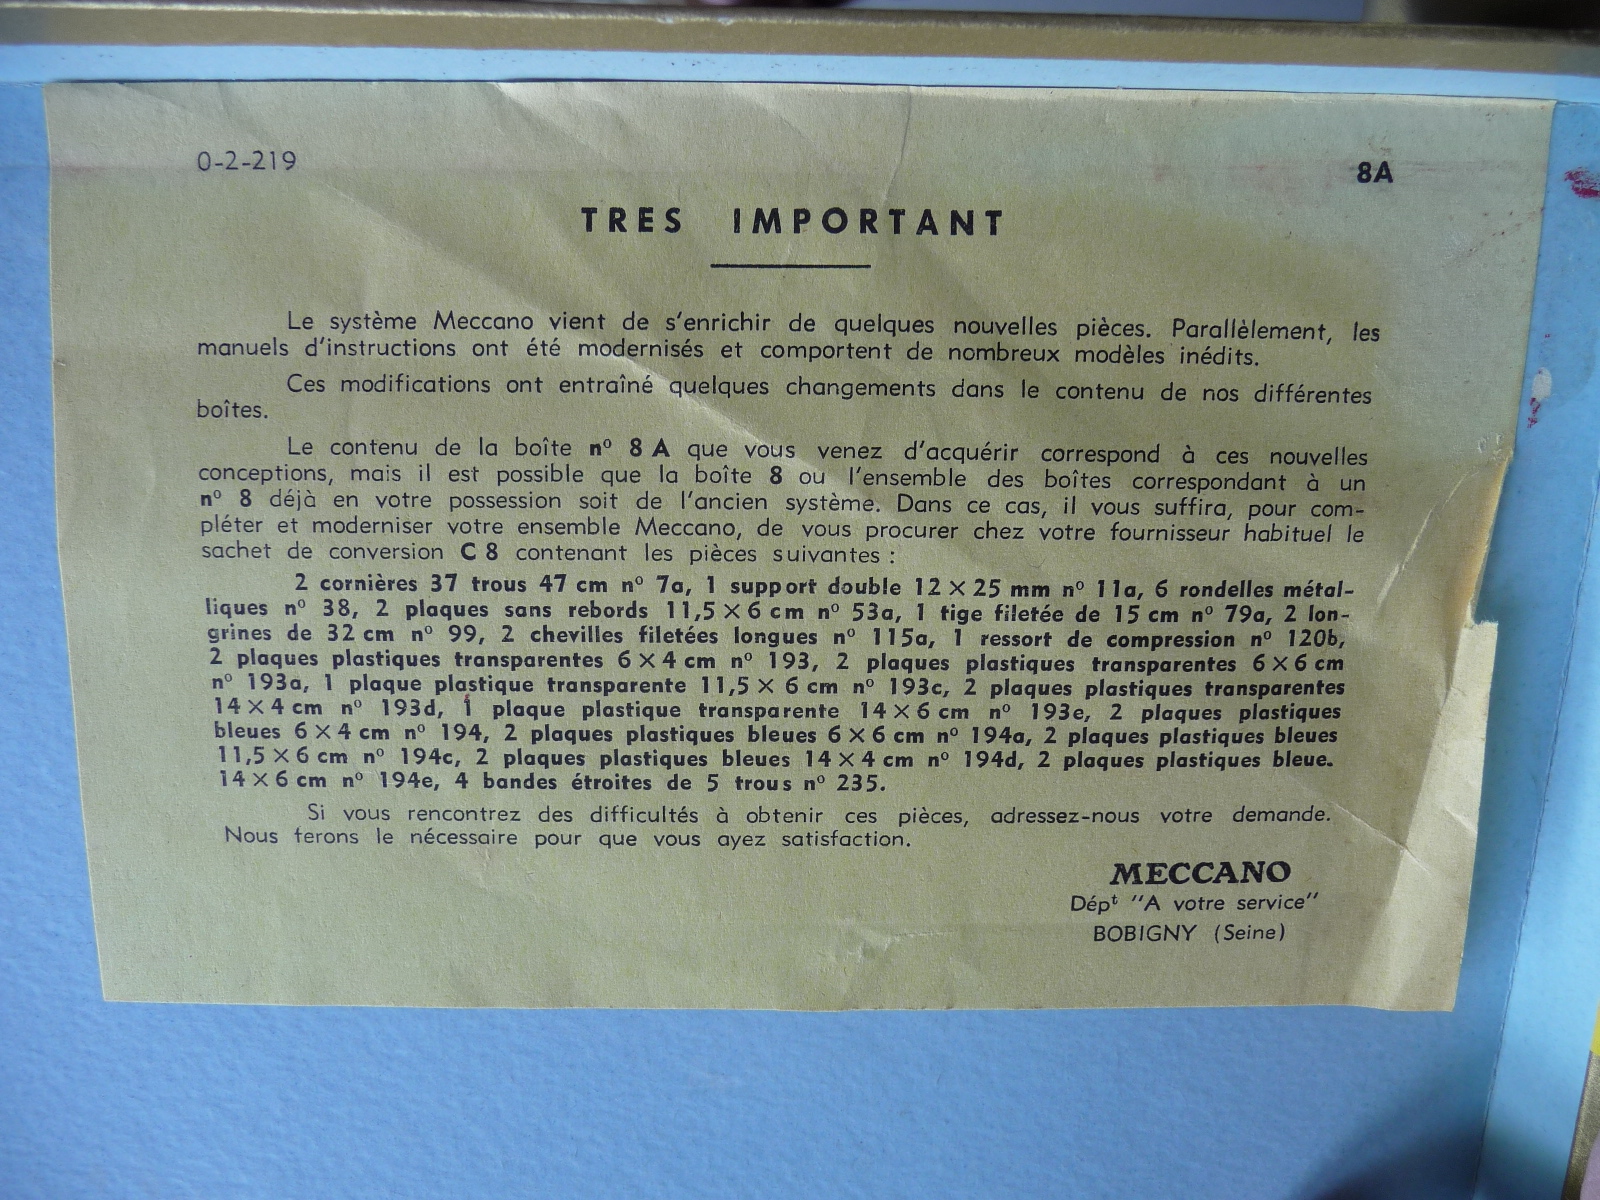 0-2-219
8A
TRES IMPORTANT
Le système Meccano vient de s'enrichir de quelques nouvelles pièces. Parallèlement, les
manuels d'instructions ont été modernisés et comportent de nombreux modèles inédits.
Ces modifications ont entraîné quelques changements dans le contenu de nos différentes
boîtes.
Le contenu de la boîte nº 8 A que vous venez d'acquérir correspond à ces nouvelles
conceptions, mais il est possible que la boîte 8 ou l'ensemble des boîtes correspondant à un
nº 8 déjà en votre possession soit de l'ancien système. Dans ce cas, il vous suffira, pour com-
pléter et moderniser votre ensemble Meccano, de vous procurer chez votre fournisseur habituel le
sachet de conversion C 8 contenant les pièces suivantes :
2 cornières 37 trous 47 cm nº 7a, 1 support double 12 × 25 mm nº 11a, 6 rondelles métal-
liques nº 38, 2 plaques sans rebords 11,5 × 6 cm nº 53a, 1 tige filetée de 15 cm nº 79a, 2 lon-
grines de 32 cm nº 99, 2 chevilles filetées longues nº 115a, 1 ressort de compression nº 120b,
2 plaques plastiques transparentes 6 × 4 cm nº 193, 2 plaques plastiques transparentes 6 × 6 cm
nº 193a, 1 plaque plastique transparente 11,5 × 6 cm nº 193c, 2 plaques plastiques transparentes
14 × 4 cm nº 193d, 1 plaque plastique transparente 14 × 6 cm nº 193e, 2 plaques plastiques
bleues 6 × 4 cm nº 194, 2 plaques plastiques bleues 6 × 6 cm nº 194a, 2 plaques plastiques bleues
11,5 × 6 cm nº 194c, 2 plaques plastiques bleues 14 × 4 cm nº 194d, 2 plaques plastiques bleue.
14 × 6 cm nº 194e, 4 bandes étroites de 5 trous nº 235.
Si vous rencontrez des difficultés à obtenir ces pièces, adressez-nous votre demande.
Nous ferons le nécessaire pour que vous ayez satisfaction.
MECCANO
Dépt "A votre service"
BOBIGNY (Seine)